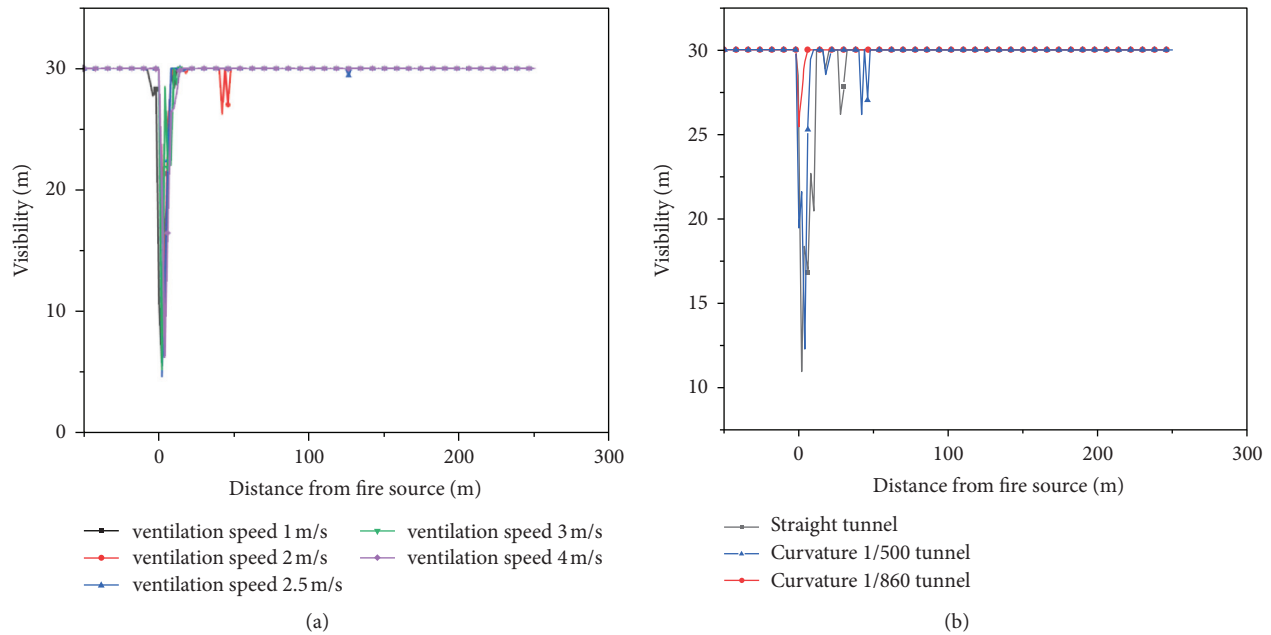 30
20
10
0
Visibility (m)
0
100
200
300
Distance from fire source (m)
ventilation speed 1 m/s
ventilation speed 2 m/s
ventilation speed 2.5 m/s
ventilation speed 3 m/s
ventilation speed 4 m/s
(a)
30
25
20
15
10
Visibility (m)
0
100
200
300
Distance from fire source (m)
Straight tunnel
Curvature 1/500 tunnel
Curvature 1/860 tunnel
(b)